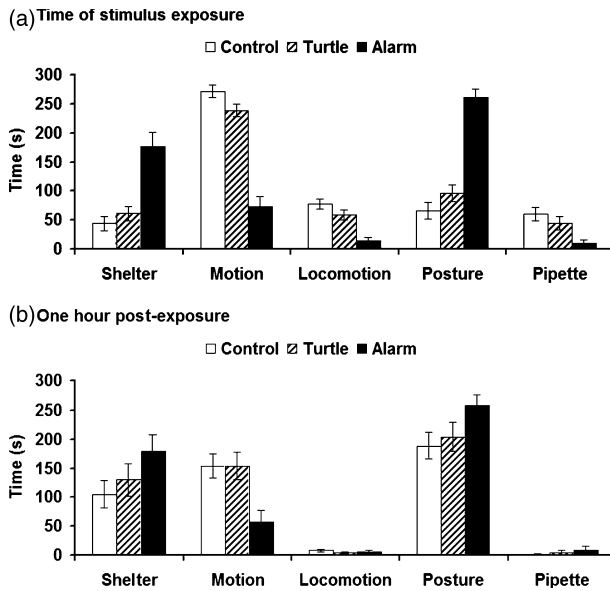 (a) Time of stimulus exposure
Control Turtle Alarm
300
250
200
150
100
50
0
Time (s)
Shelter Motion Locomotion Posture Pipette
(b) One hour post-exposure
Control Turtle Alarm
300
250
200
150
100
50
0
Time (s)
Shelter Motion Locomotion Posture Pipette